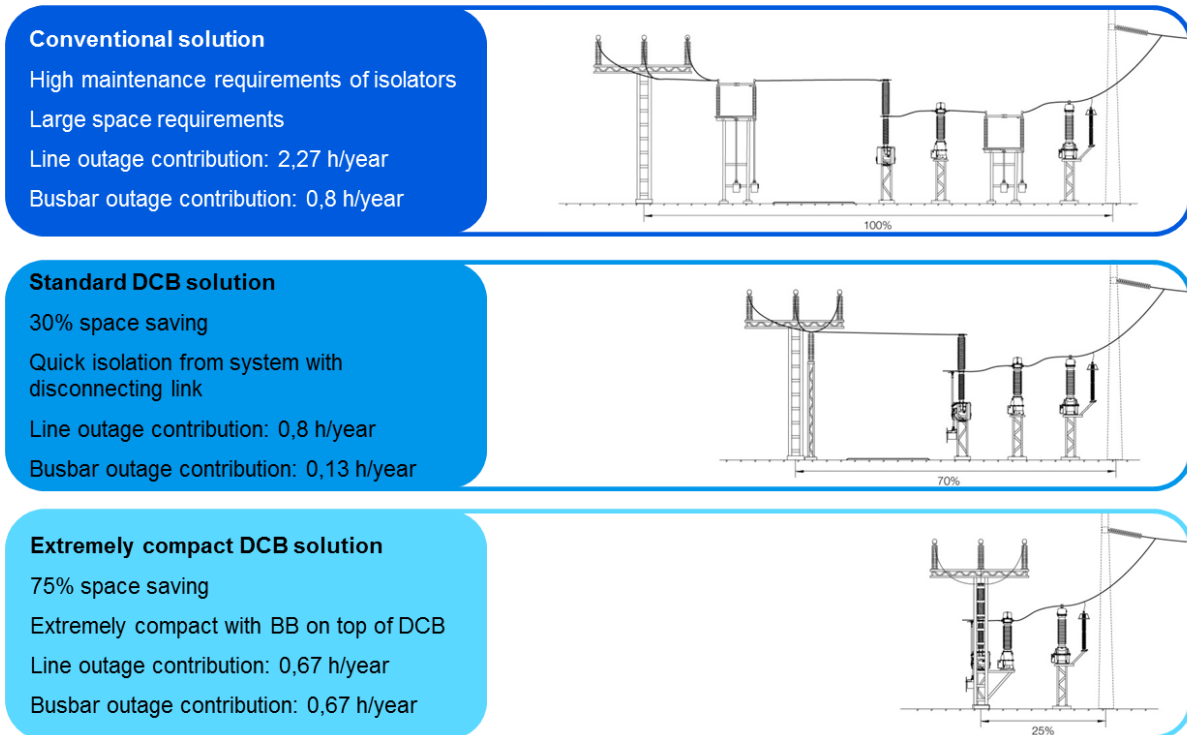 Conventional solution
High maintenance requirements of isolators
Large space requirements
Line outage contribution: 2,27 h/year
Busbar outage contribution: 0,8 h/year
100%
Standard DCB solution
30% space saving
Quick isolation from system with
disconnecting link
Line outage contribution: 0,8 h/year
Busbar outage contribution: 0,13 h/year
70%
Extremely compact DCB solution
75% space saving
Extremely compact with BB on top of DCB
Line outage contribution: 0,67 h/year
Busbar outage contribution: 0,67 h/year
25%